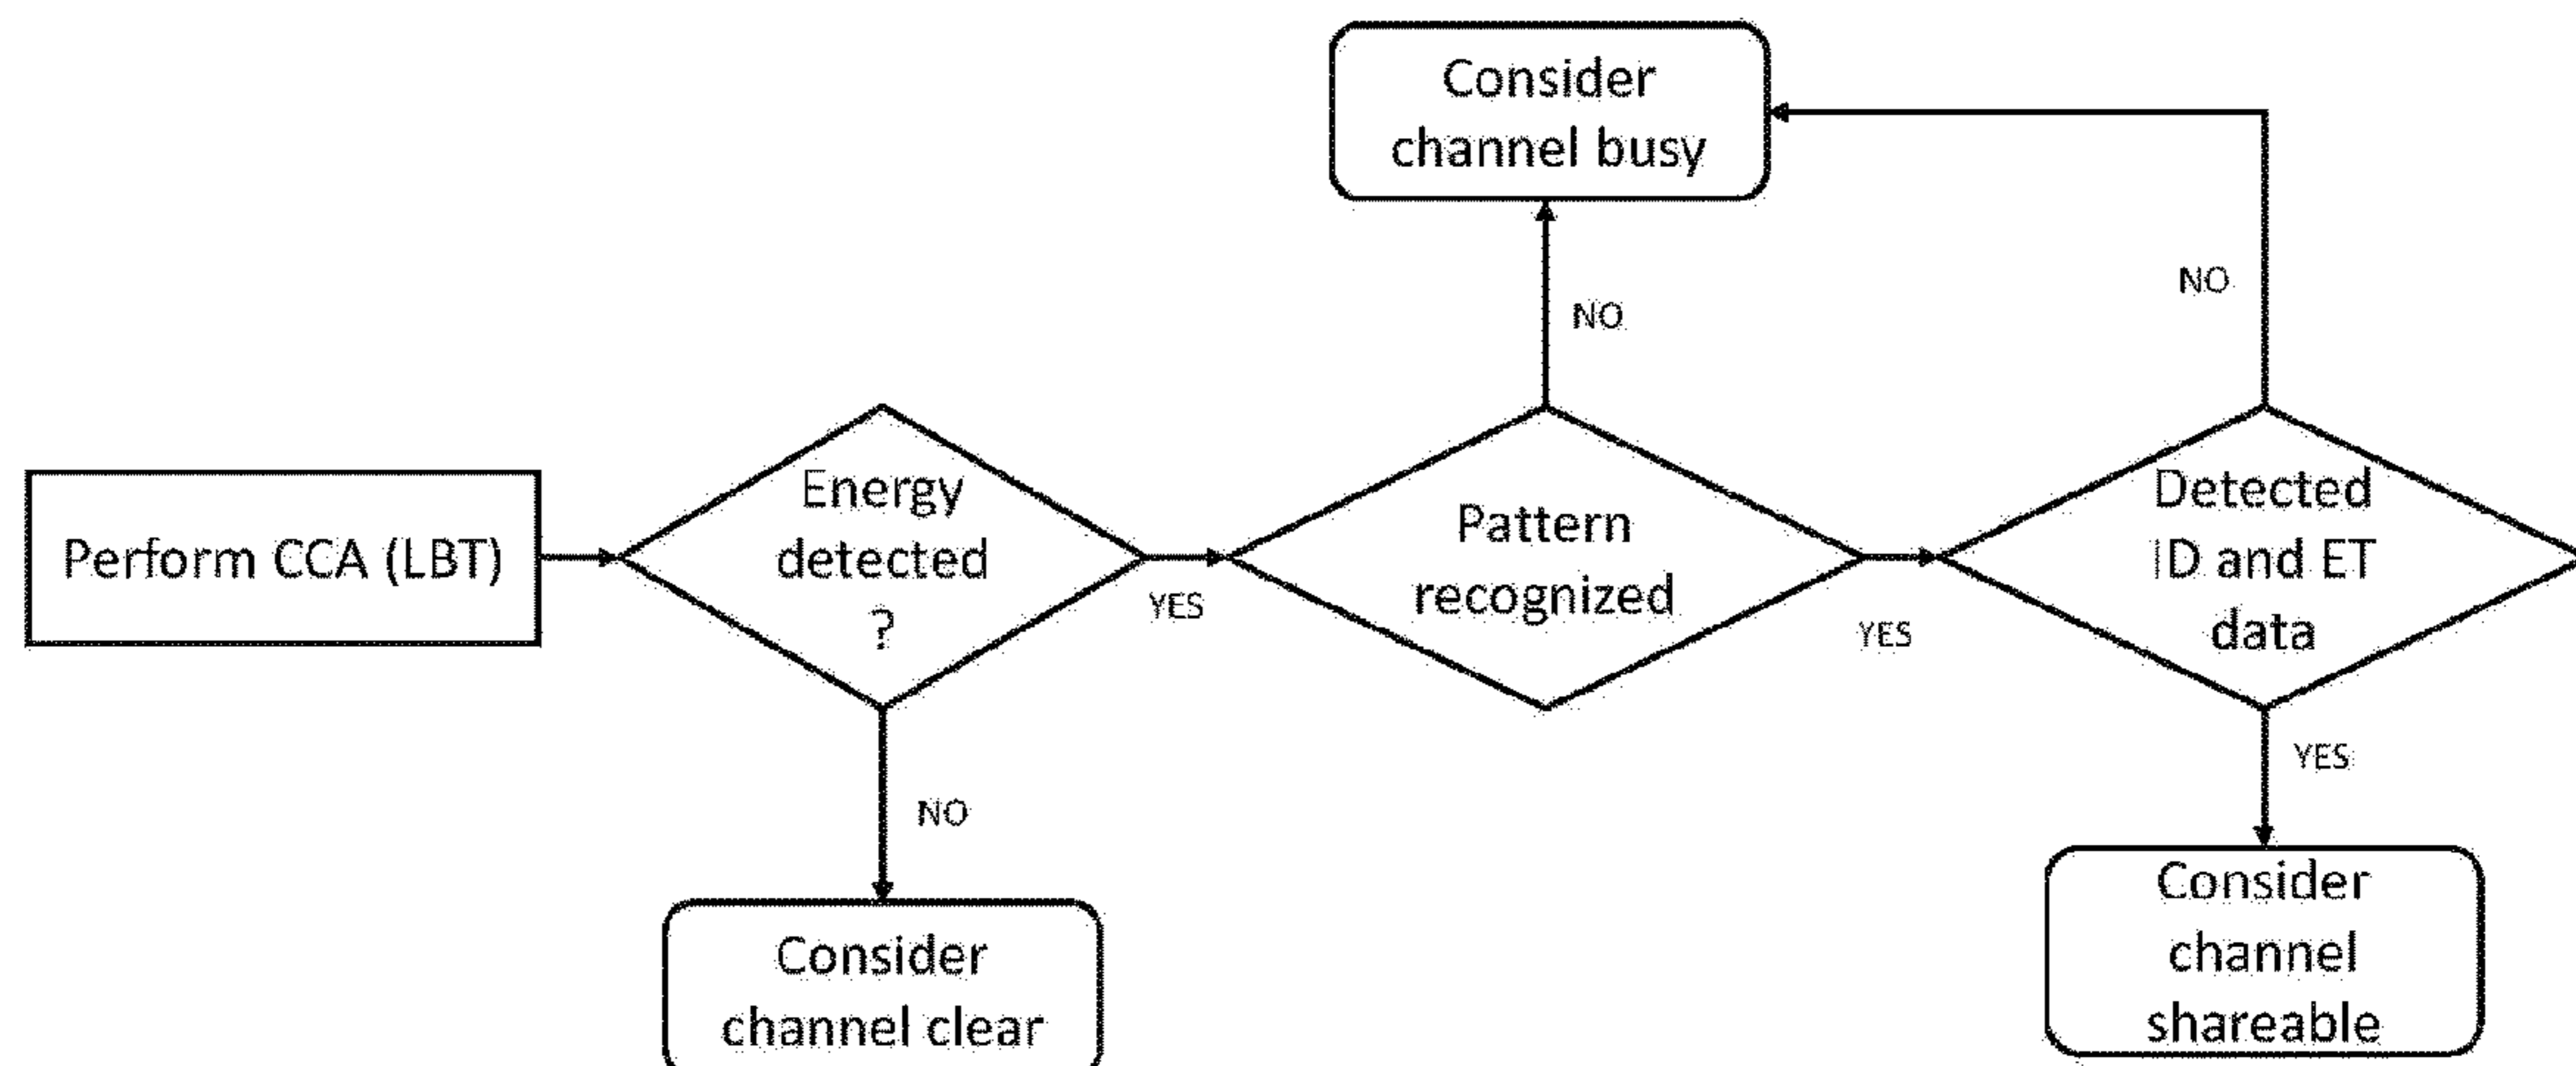 Consider
channel busy
NO
NO
Perform CCA (LBT)
Energy
detected
?
YES
Pattern
recognized
YES
Detected
ID and ET
data
YES
NO
Consider
channel clear
Consider
channel
shareable